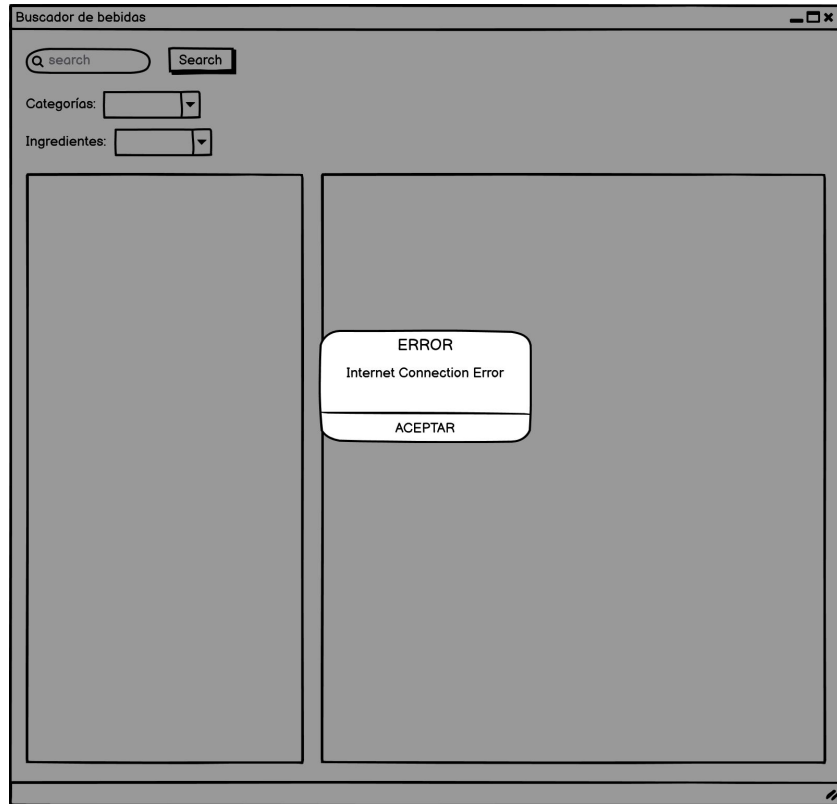 Buscador de bebidas
search
Search
Categorías:
Ingredientes:
ERROR
Internet Connection Error
ACEPTAR